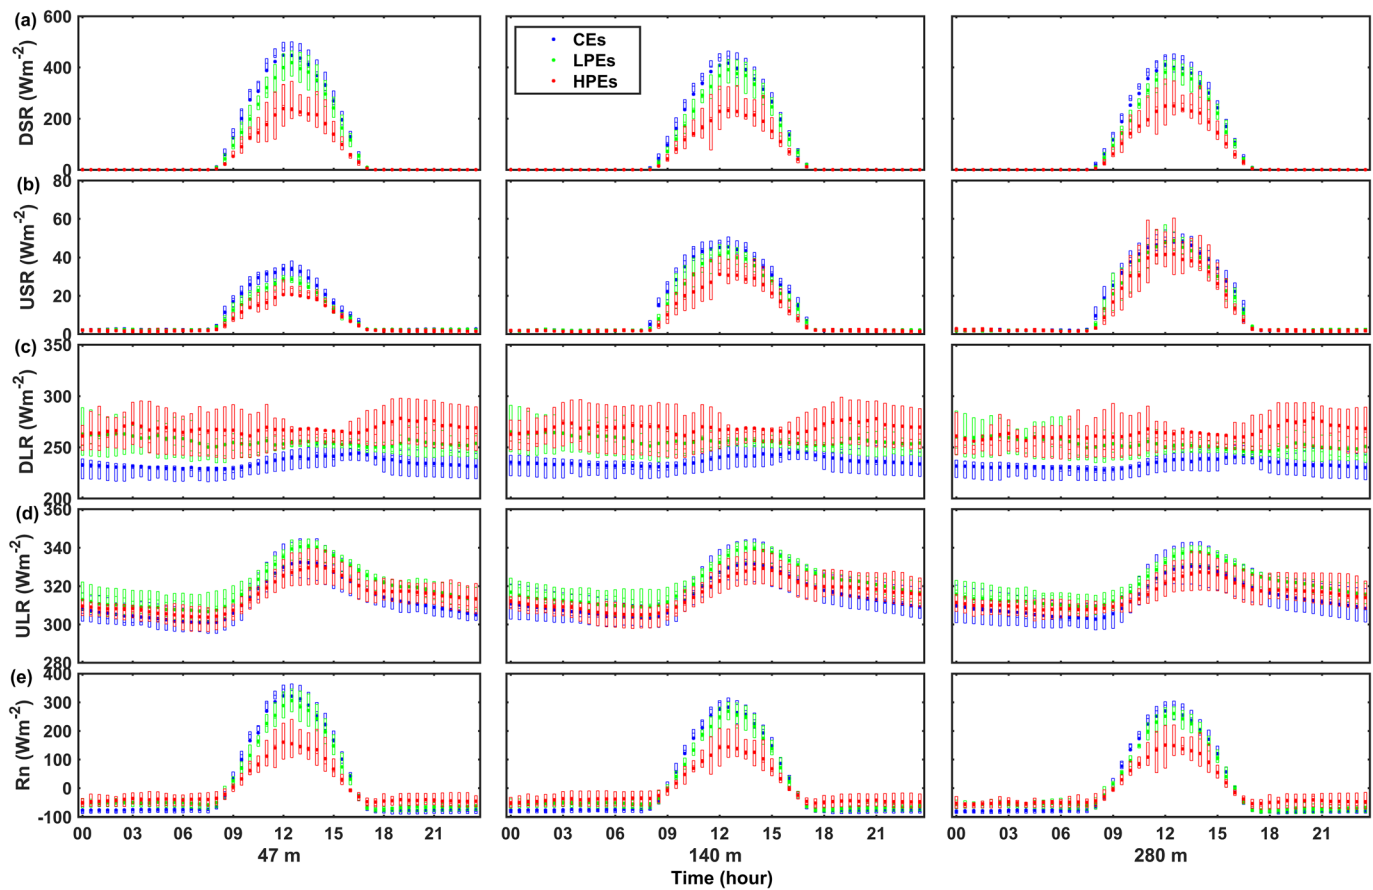 (a)
DSR (Wm-2)
600
400
200
0
CEs
LPEs
HPEs
(b)
USR (Wm-2)
80
60
40
20
0
(c)
DLR (Wm-2)
350
300
250
200
(d)
ULR (Wm-2)
360
340
320
300
280
(e)
Rn (Wm-2)
400
300
200
100
0
-100
00 03 06 09 12 15 18 21 00 03 06 09 12 15 18 21 00 03 06 09 12 15 18 21
47 m 140 m 280 m
Time (hour)